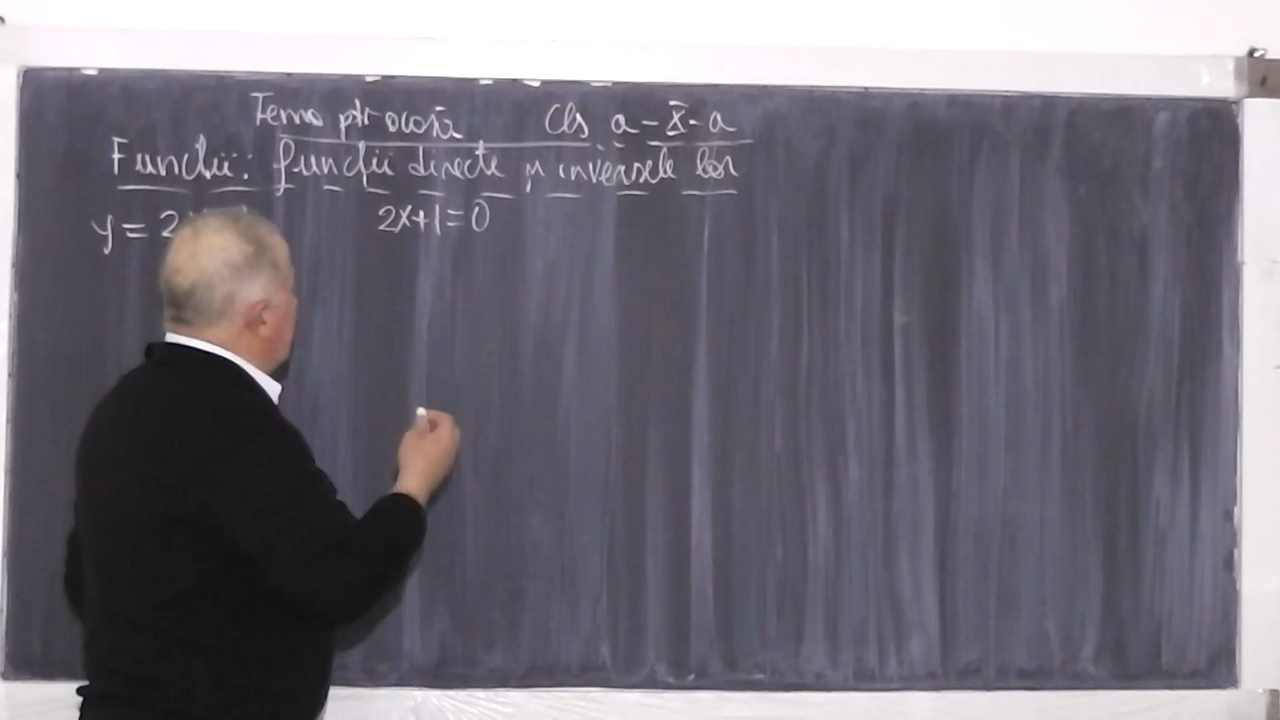 Tema ptr acasă Cls a-X-a
Funcții: funcții directe și inversele lor
y = 2 2x+1=0